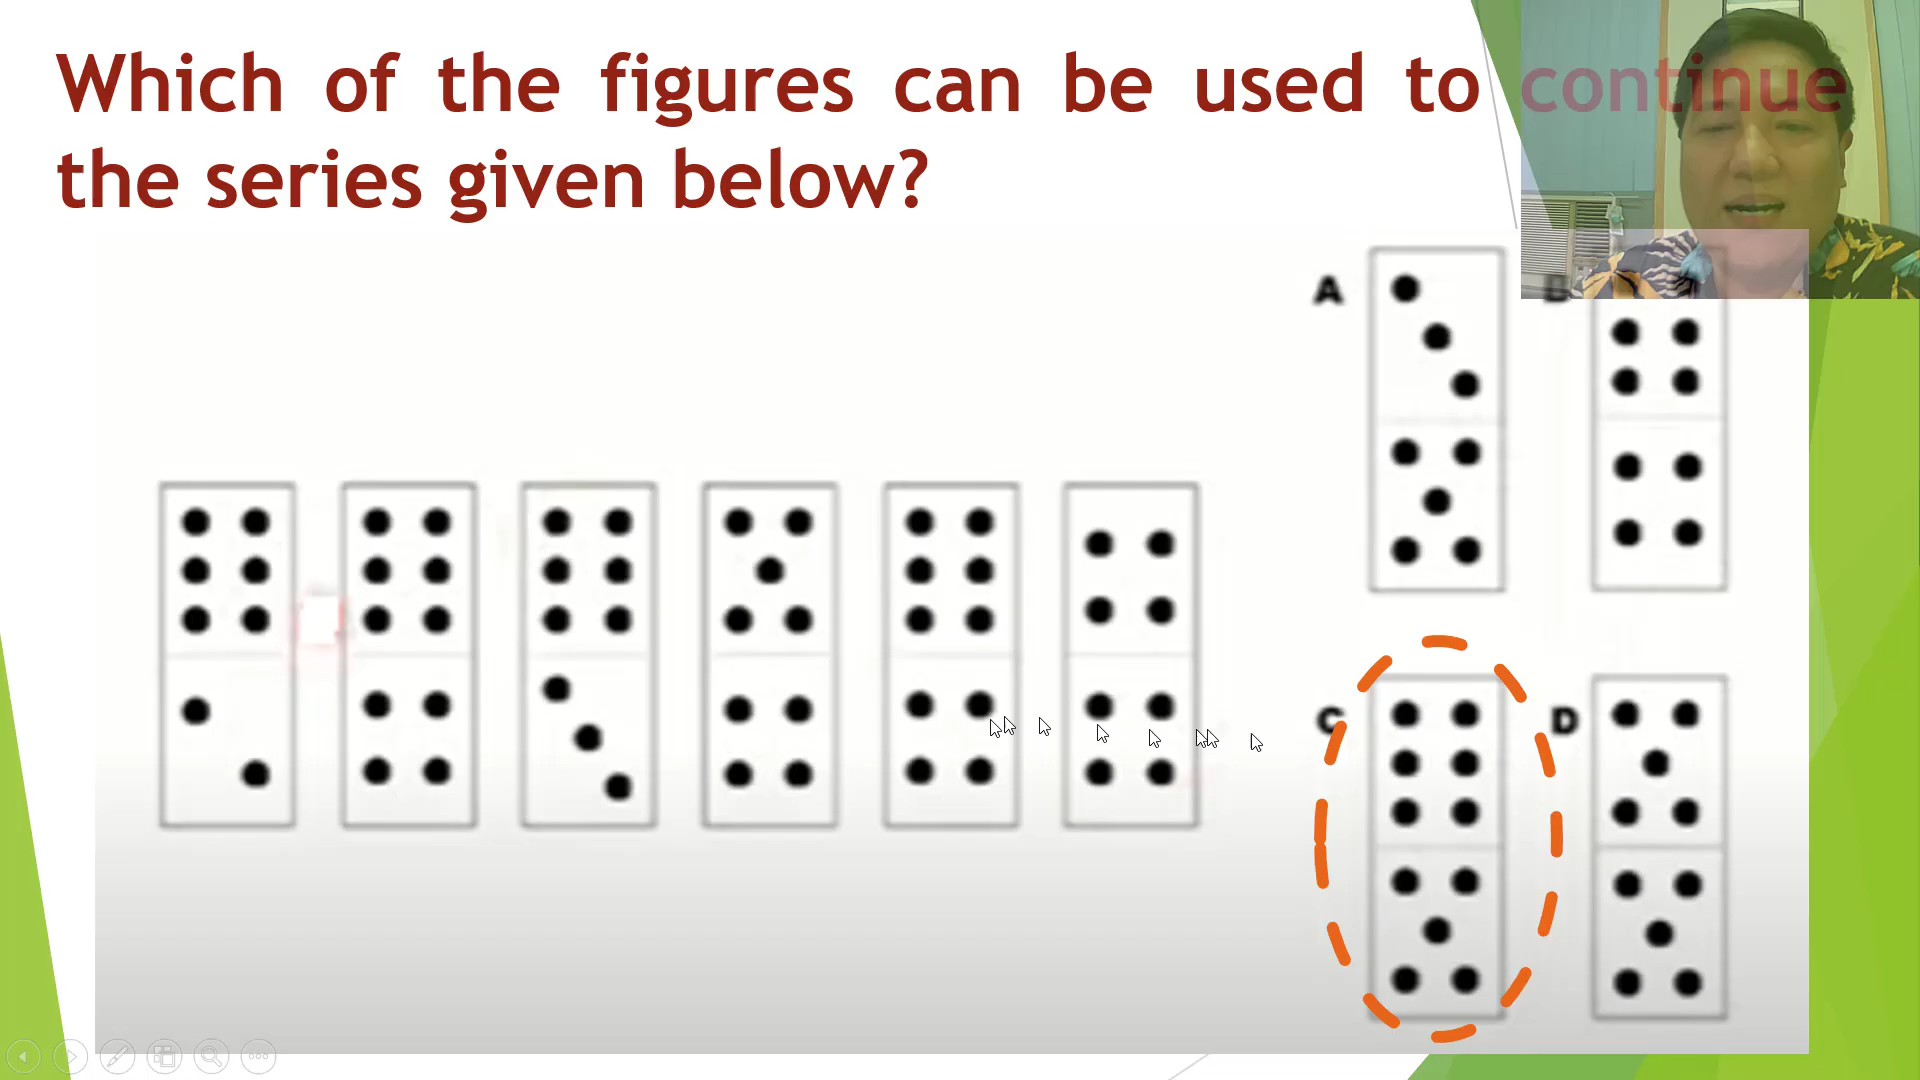 Which of the figures can be used to continue
the series given below?
A
C
D